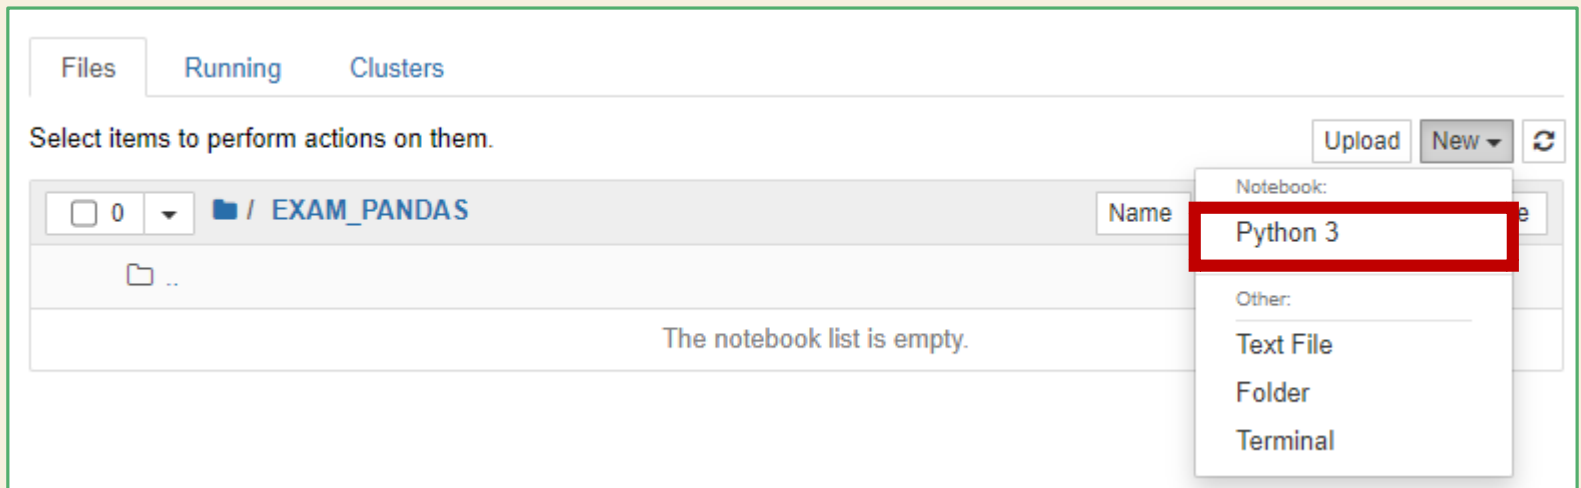 Files Running Clusters
Select items to perform actions on them.
Upload New
0 / EXAM_PANDAS Name
Notebook:
Python 3
..
Other:
The notebook list is empty.
Text File
Folder
Terminal